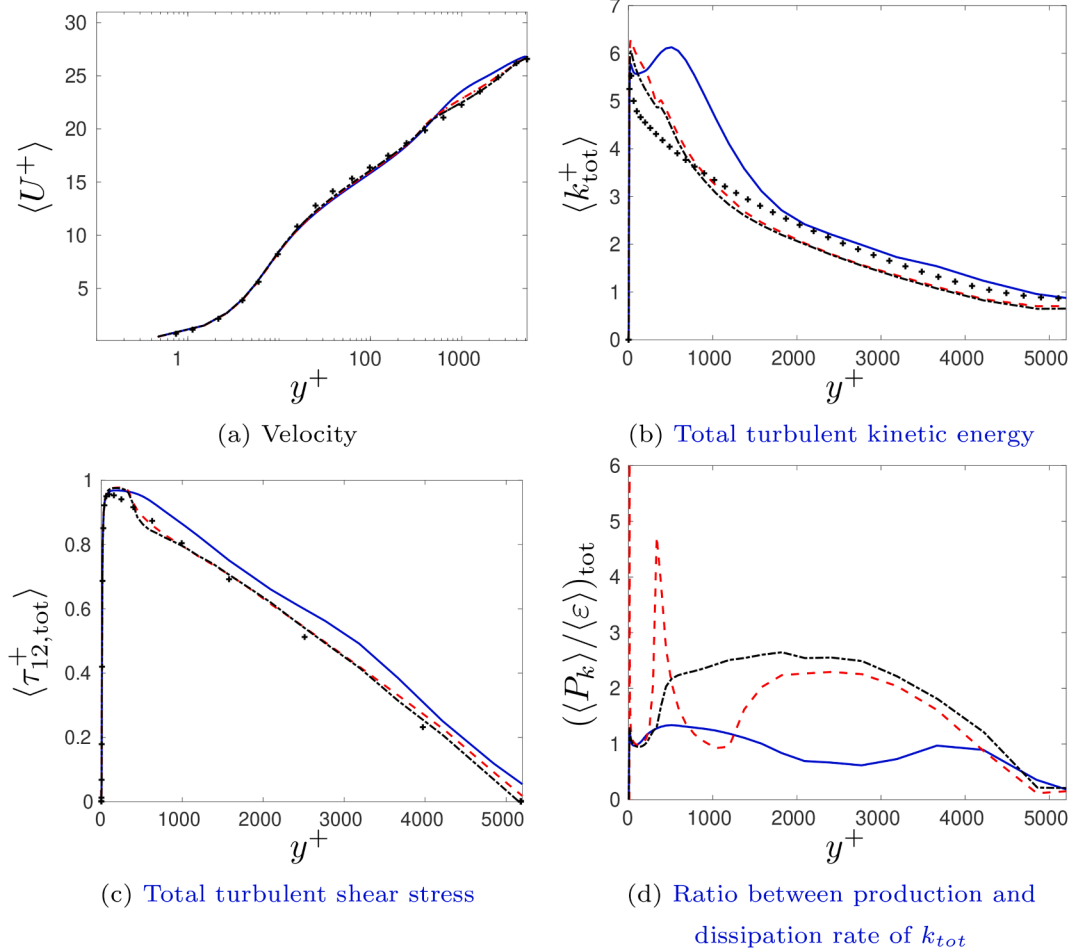 30
25
20
15
10
5
1 10 100 1000
⟨U⁺⟩
y⁺
(a) Velocity
7
6
5
4
3
2
1
0
0 1000 2000 3000 4000 5000
⟨k⁺tot⟩
y⁺
(b) Total turbulent kinetic energy
1
0.8
0.6
0.4
0.2
0
0 1000 2000 3000 4000 5000
⟨τ⁺12,tot⟩
y⁺
(c) Total turbulent shear stress
6
5
4
3
2
1
0
0 1000 2000 3000 4000 5000
(⟨Pk⟩/⟨ε⟩)tot
y⁺
(d) Ratio between production and
dissipation rate of ktot